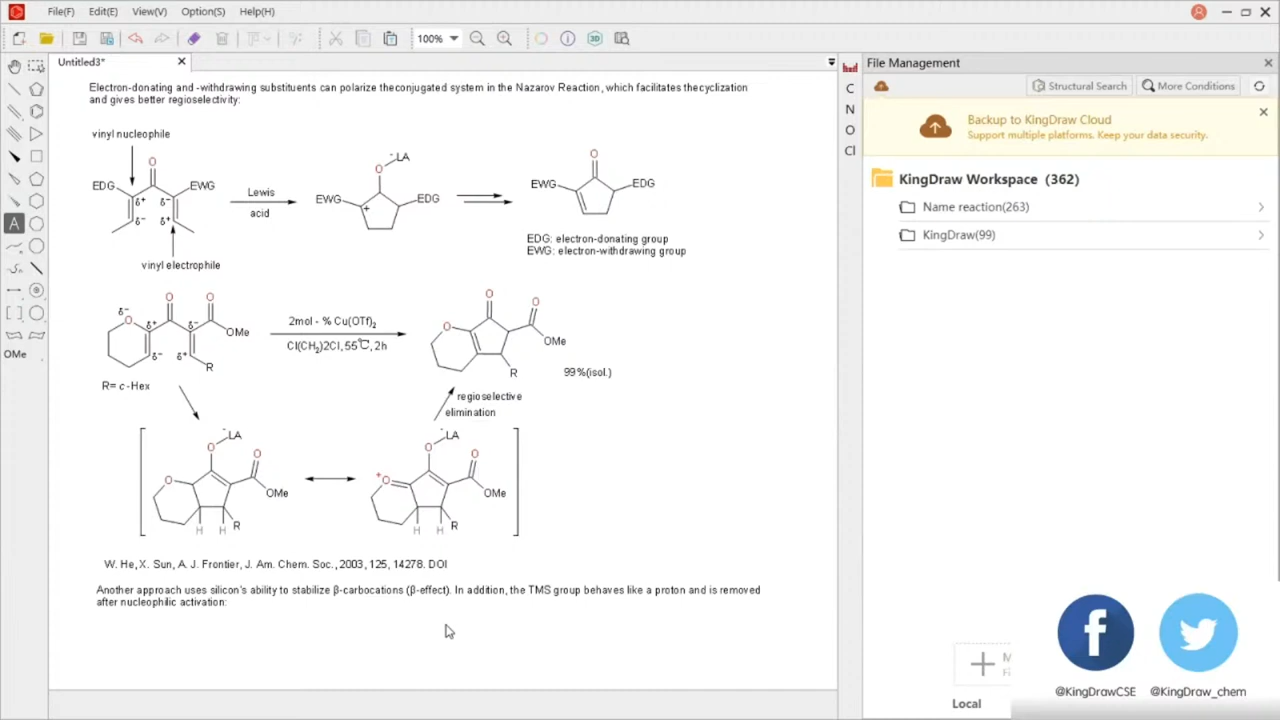 File(F) Edit(E) View(V) Option(S) Help(H)
100%
Untitled3*
Electron-donating and -withdrawing substituents can polarize theconjugated system in the Nazarov Reaction, which facilitates thecyclization
and gives better regioselectivity:
vinyl nucleophile
O
EDG EWG
δ+ δ-
δ- δ+
vinyl electrophile
Lewis
acid
- LA
O
EWG EDG
+
O
EWG EDG
EDG: electron-donating group
EWG: electron-withdrawing group
δ- O O
O δ+ δ- OMe
δ- δ+ R
R= c-Hex
2mol - % Cu(OTf)2
Cl(CH2)2Cl, 55℃, 2h
O O
O OMe
R
99%(isol.)
regioselective
elimination
- LA
O O
O OMe
R
H H
- LA
O O
+ O OMe
R
H H
W. He, X. Sun, A. J. Frontier, J. Am. Chem. Soc., 2003, 125, 14278. DOI
Another approach uses silicon's ability to stabilize β-carbocations (β-effect). In addition, the TMS group behaves like a proton and is removed
after nucleophilic activation:
A
OMe
C
N
O
Cl
3D
File Management
Structural Search More Conditions
Backup to KingDraw Cloud
Support multiple platforms. Keep your data security.
KingDraw Workspace (362)
Name reaction(263)
KingDraw(99)
Local
@KingDrawCSE @KingDraw_chem